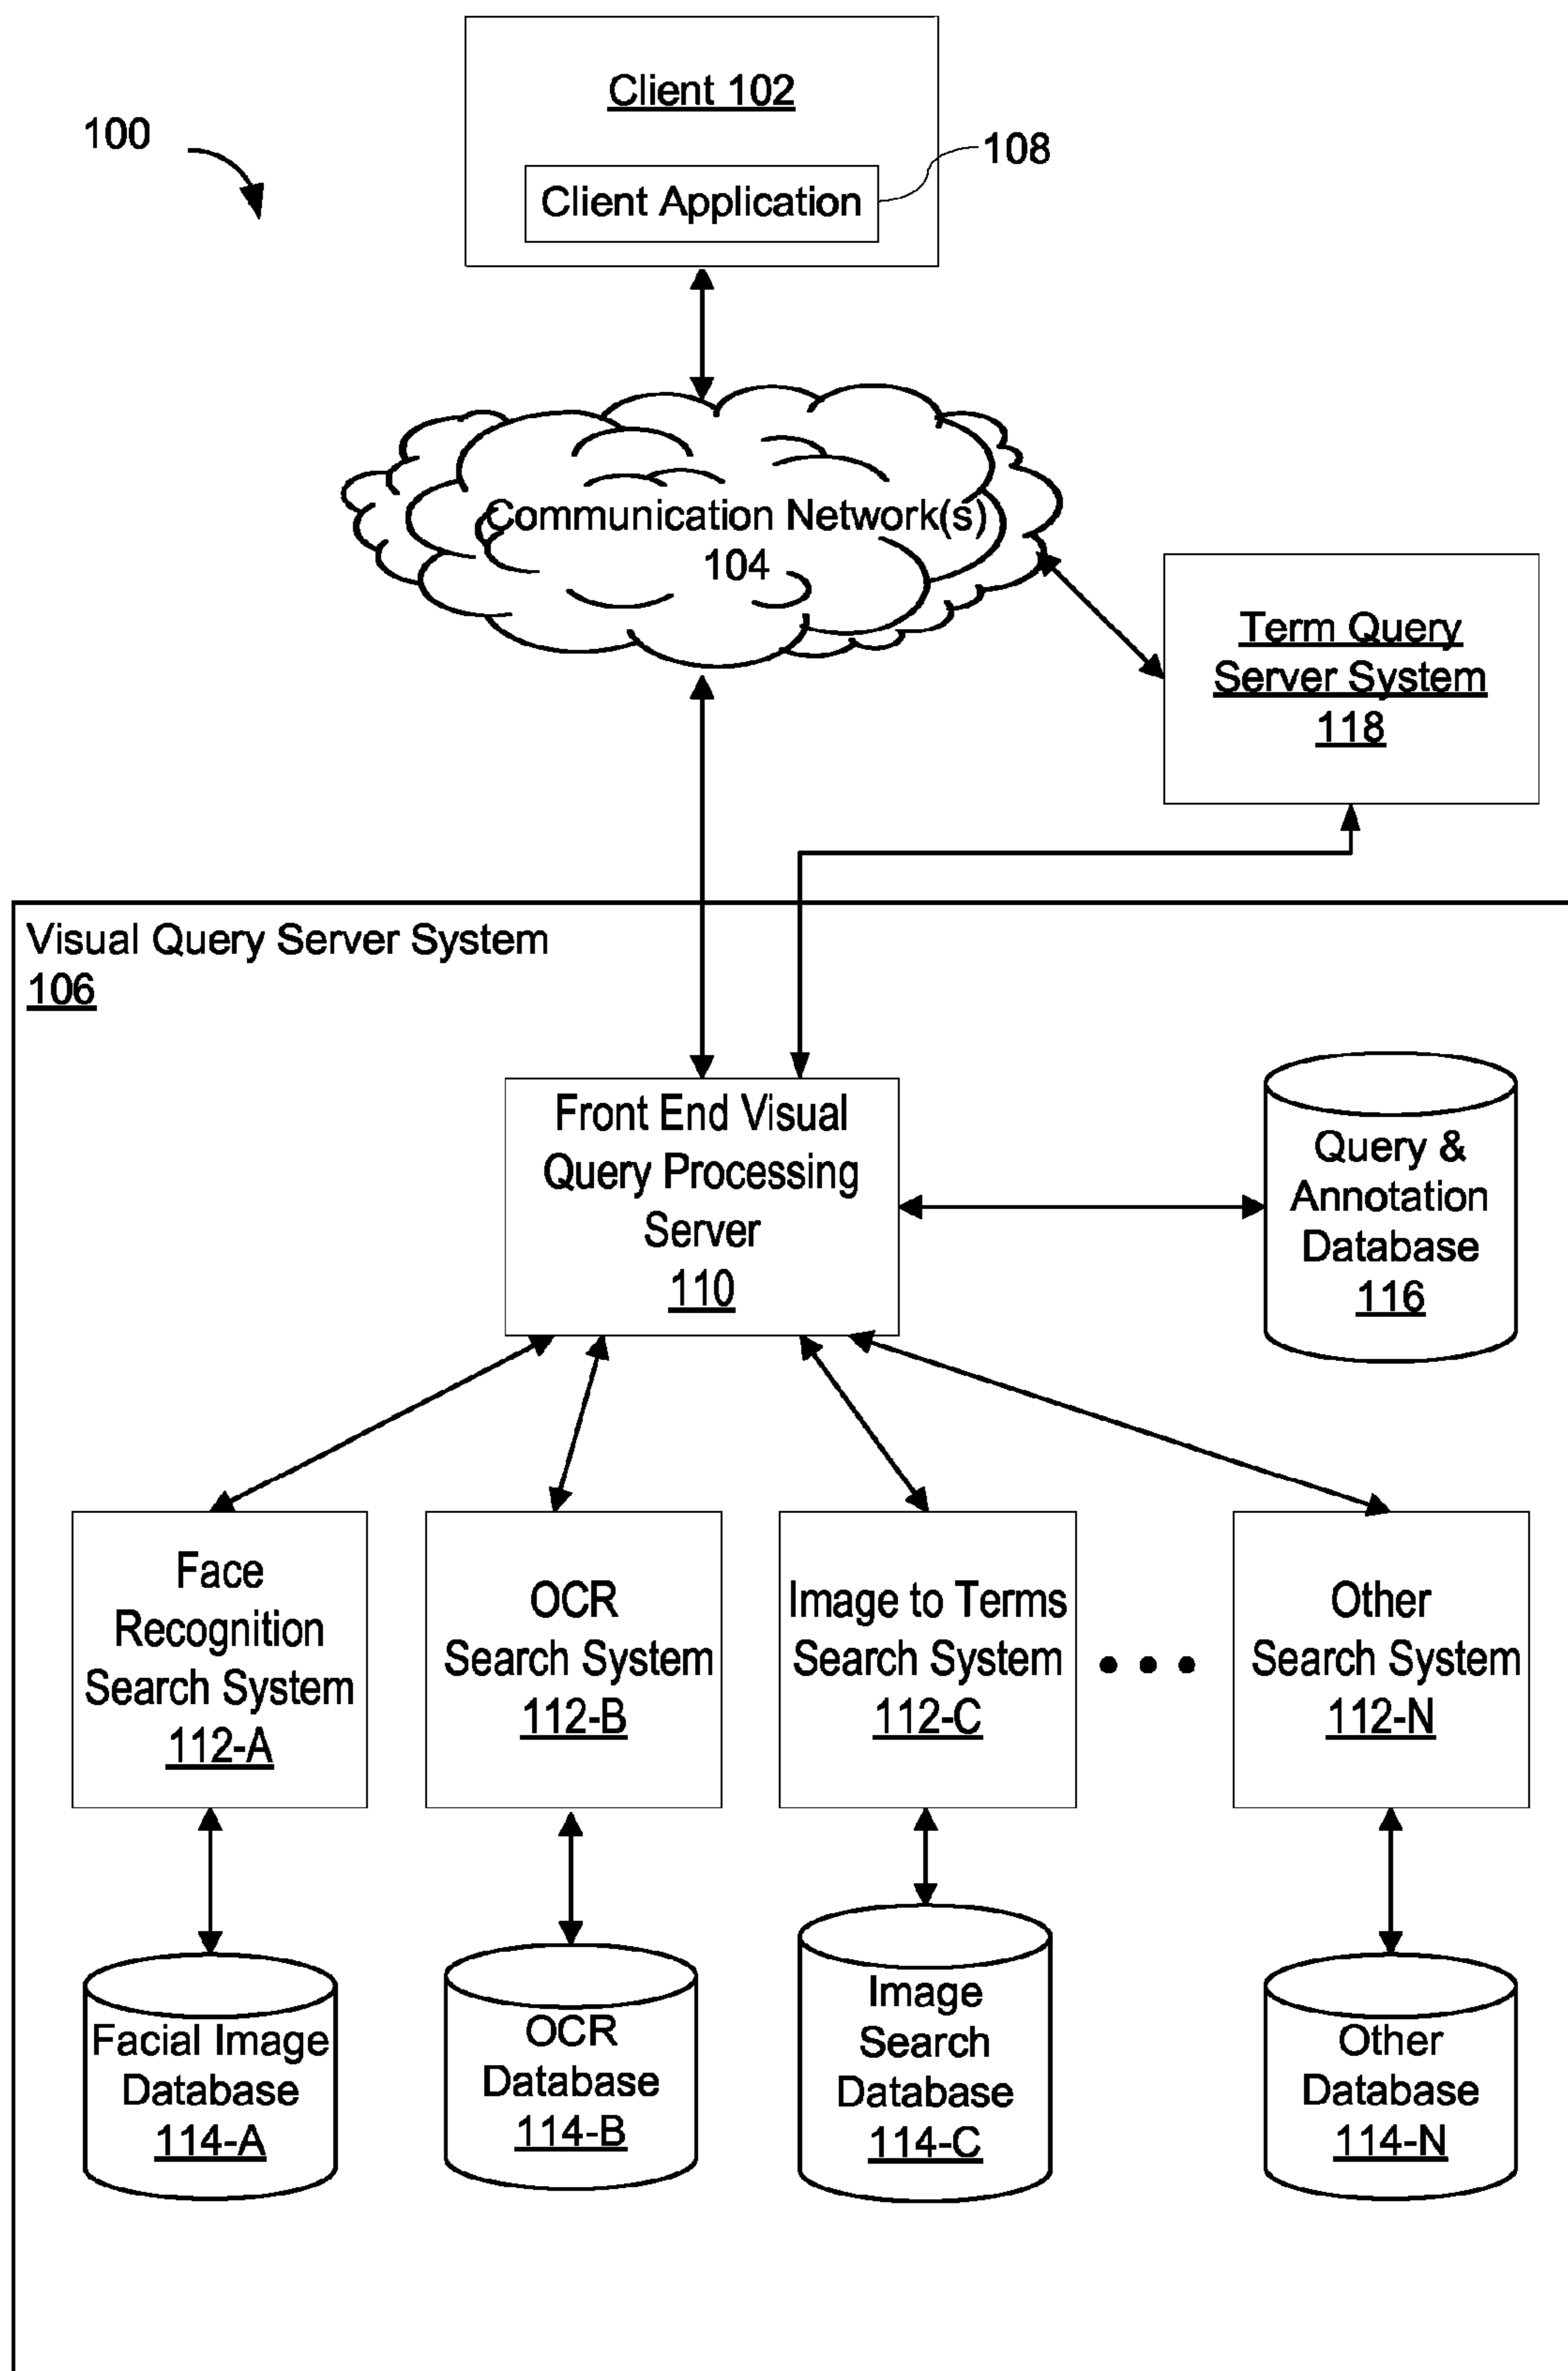 Client 102
100
108
Client Application
Communication Network(s)
104
Term Query
Server System
118
Visual Query Server System
106
Front End Visual
Query Processing
Server
110
Query &
Annotation
Database
116
Face
Recognition
Search System
112-A
OCR
Search System
112-B
Image to Terms
Search System
112-C
Other
Search System
112-N
Facial Image
Database
114-A
OCR
Database
114-B
Image
Search
Database
114-C
Other
Database
114-N